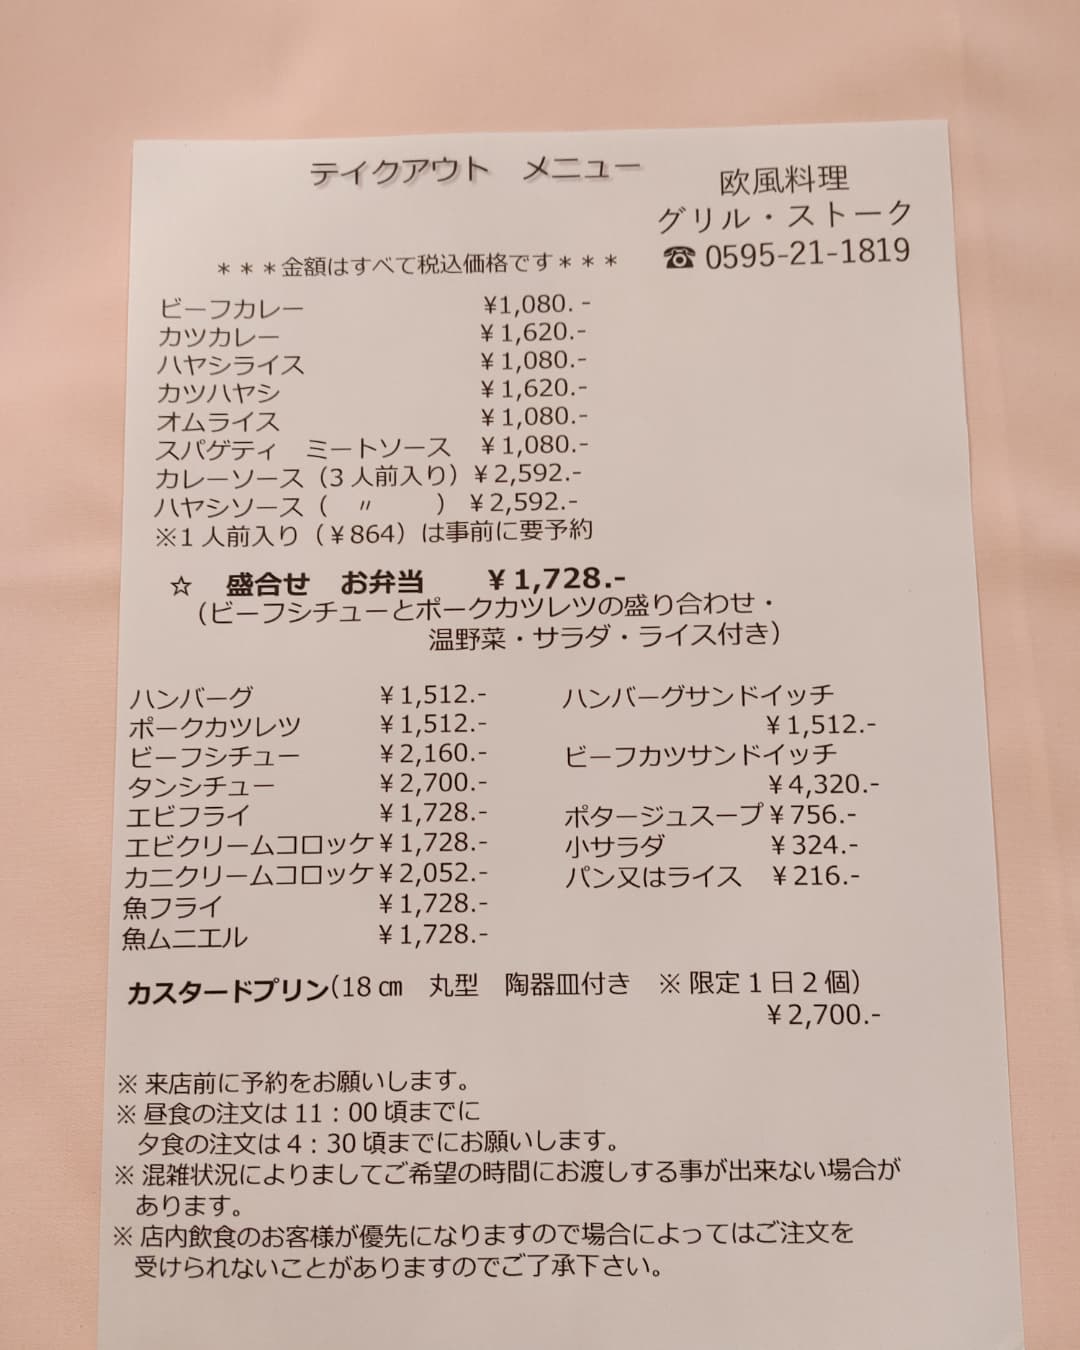 テイクアウト　メニュー
欧風料理
グリル・ストーク
☎0595-21-1819
＊＊＊金額はすべて税込価格です＊＊＊
ビーフカレー　¥1,080.-
カツカレー　¥1,620.-
ハヤシライス　¥1,080.-
カツハヤシ　¥1,620.-
オムライス　¥1,080.-
スパゲティ　ミートソース　¥1,080.-
カレーソース（3人前入り）¥2,592.-
ハヤシソース（　〃　）　¥2,592.-
※1人前入り（¥864）は事前に要予約
☆　盛合せ　お弁当　¥1,728.-
（ビーフシチューとポークカツレツの盛り合わせ・
温野菜・サラダ・ライス付き）
ハンバーグ　¥1,512.-
ポークカツレツ　¥1,512.-
ビーフシチュー　¥2,160.-
タンシチュー　¥2,700.-
エビフライ　¥1,728.-
エビクリームコロッケ¥1,728.-
カニクリームコロッケ¥2,052.-
魚フライ　¥1,728.-
魚ムニエル　¥1,728.-
ハンバーグサンドイッチ
¥1,512.-
ビーフカツサンドイッチ
¥4,320.-
ポタージュスープ¥756.-
小サラダ　¥324.-
パン又はライス　¥216.-
カスタードプリン(18㎝　丸型　陶器皿付き　※限定1日2個)
¥2,700.-
※来店前に予約をお願いします。
※昼食の注文は11：00頃までに
夕食の注文は4：30頃までにお願いします。
※混雑状況によりましてご希望の時間にお渡しする事が出来ない場合が
あります。
※店内飲食のお客様が優先になりますので場合によってはご注文を
受けられないことがありますのでご了承下さい。